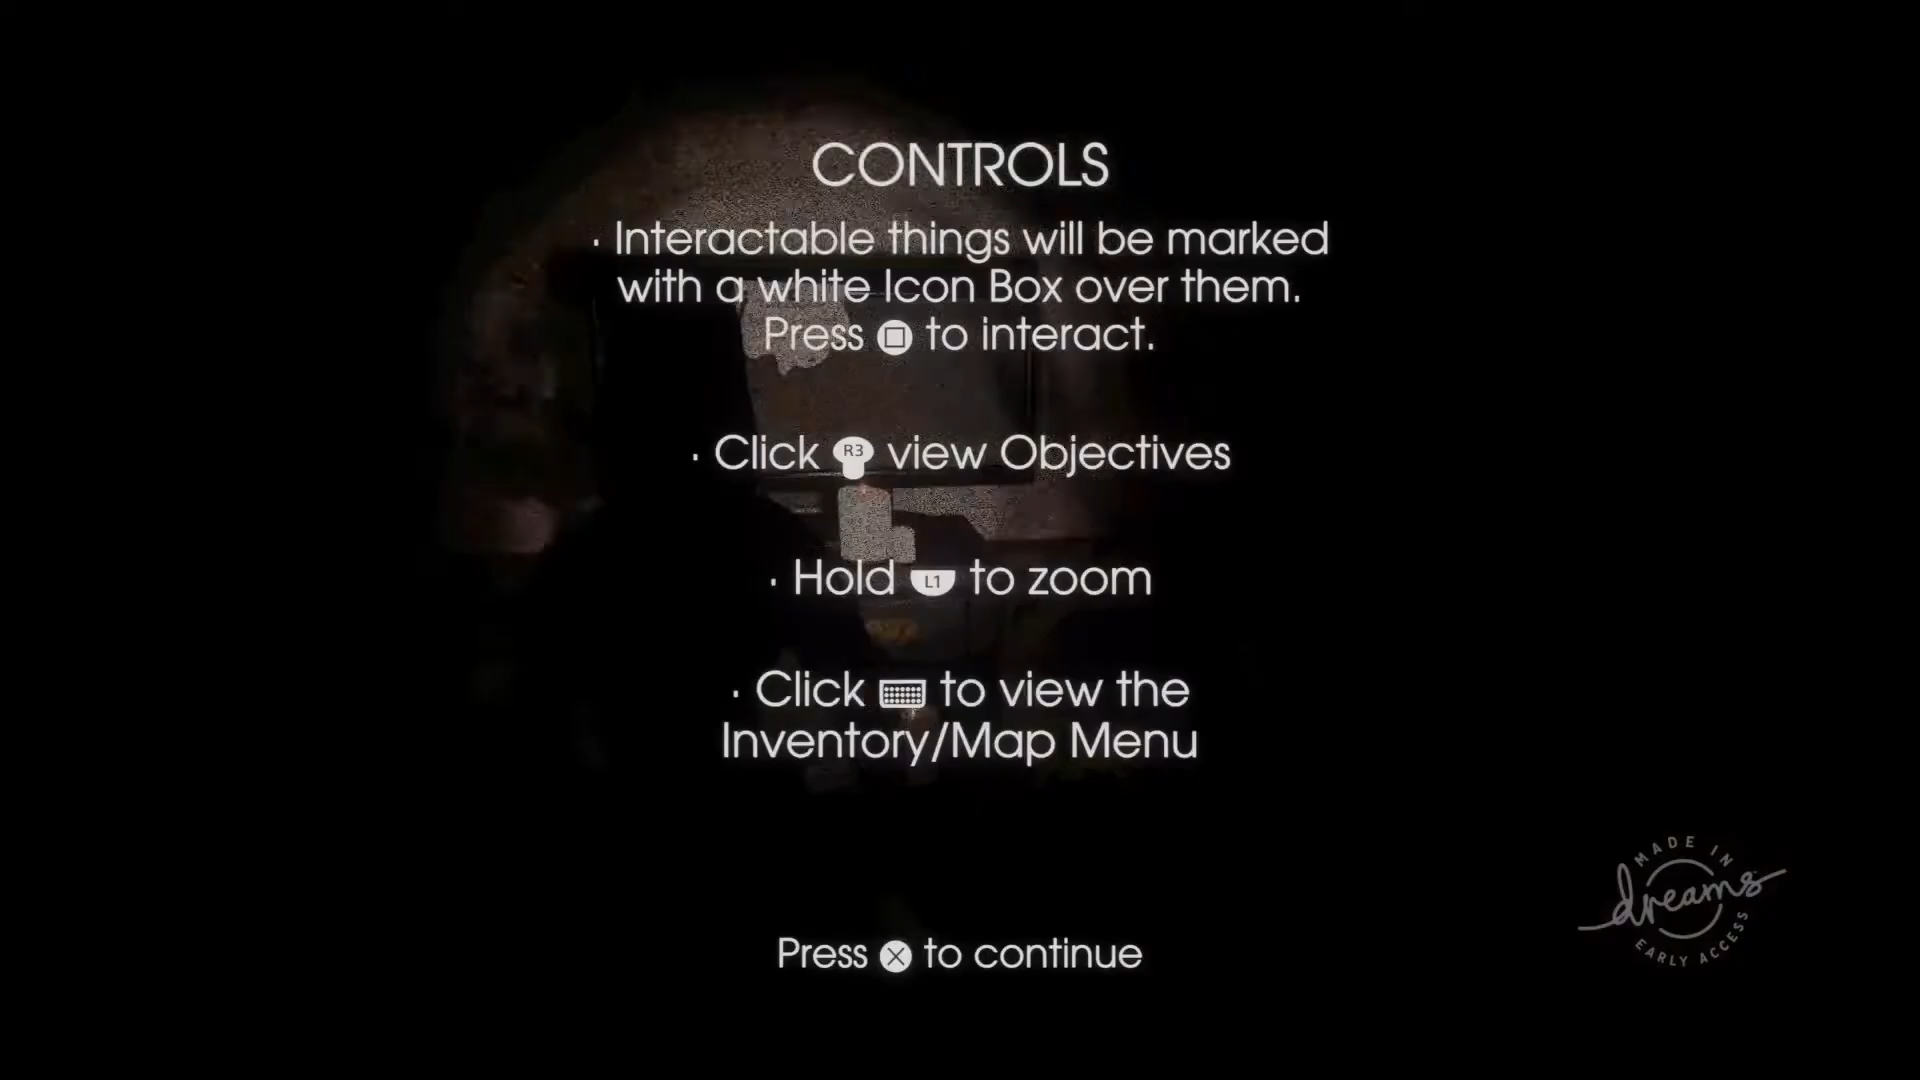 CONTROLS
· Interactable things will be marked
with a white Icon Box over them.
Press to interact.
· Click R3 view Objectives
· Hold L1 to zoom
· Click to view the
Inventory/Map Menu
Press to continue
MADE IN
dreams
EARLY ACCESS